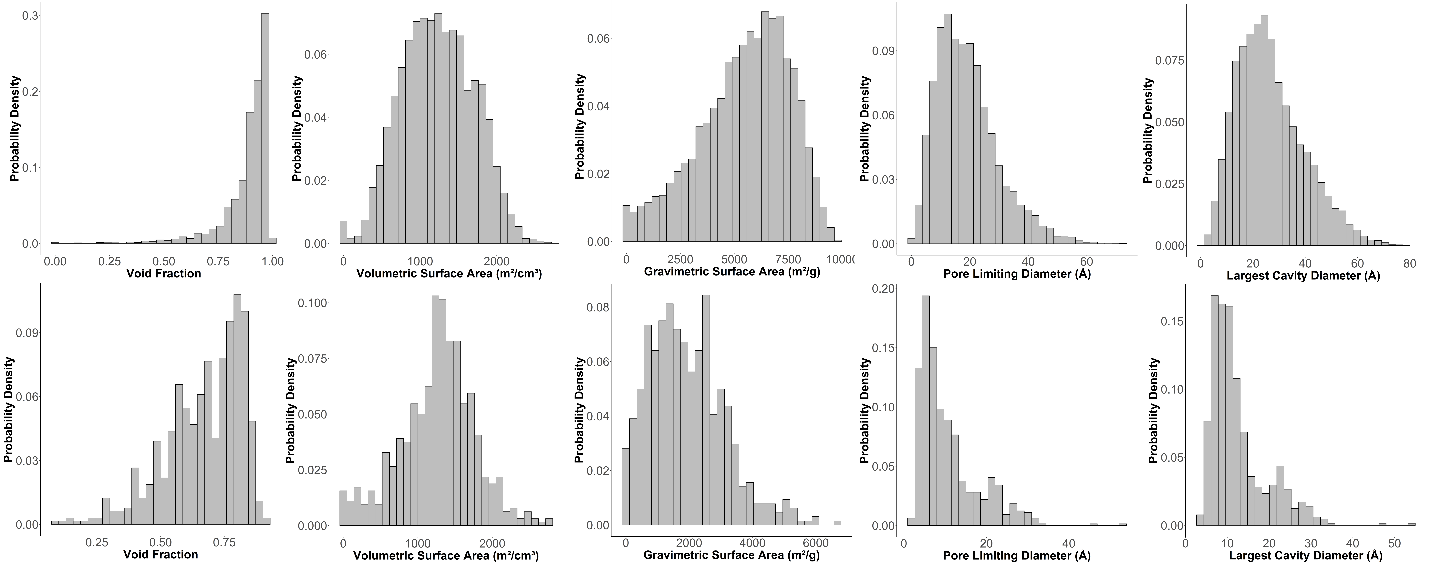 0.3
0.2
0.1
0.0
Probability Density
0.00 0.25 0.50 0.75 1.00
Void Fraction
0.06
0.04
0.02
0.00
Probability Density
0 1000 2000
Volumetric Surface Area (m²/cm³)
0.06
0.04
0.02
0.00
Probability Density
0 2500 5000 7500 10000
Gravimetric Surface Area (m²/g)
0.09
0.06
0.03
0.00
Probability Density
0 20 40 60
Pore Limiting Diameter (Å)
0.075
0.050
0.025
0.000
Probability Density
0 20 40 60 80
Largest Cavity Diameter (Å)
0.09
0.06
0.03
0.00
Probability Density
0.25 0.50 0.75
Void Fraction
0.100
0.075
0.050
0.025
0.000
Probability Density
0 1000 2000
Volumetric Surface Area (m²/cm³)
0.08
0.06
0.04
0.02
0.00
Probability Density
0 2000 4000 6000
Gravimetric Surface Area (m²/g)
0.20
0.15
0.10
0.05
0.00
Probability Density
0 20 40
Pore Limiting Diameter (Å)
0.15
0.10
0.05
0.00
Probability Density
0 10 20 30 40 50
Largest Cavity Diameter (Å)